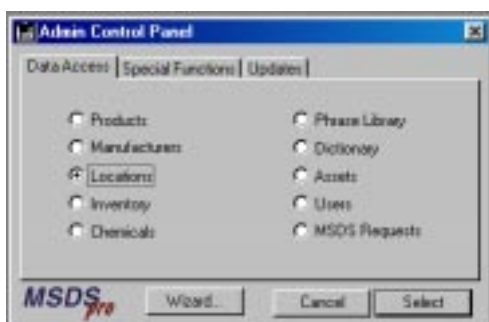 Admin Control Panel
Data Access Special Functions Updates
Products
Manufacturers
Locations
Inventory
Chemicals
Phrase Library
Dictionary
Assets
Users
MSDS Requests
MSDS pro
Wizard...
Cancel
Select